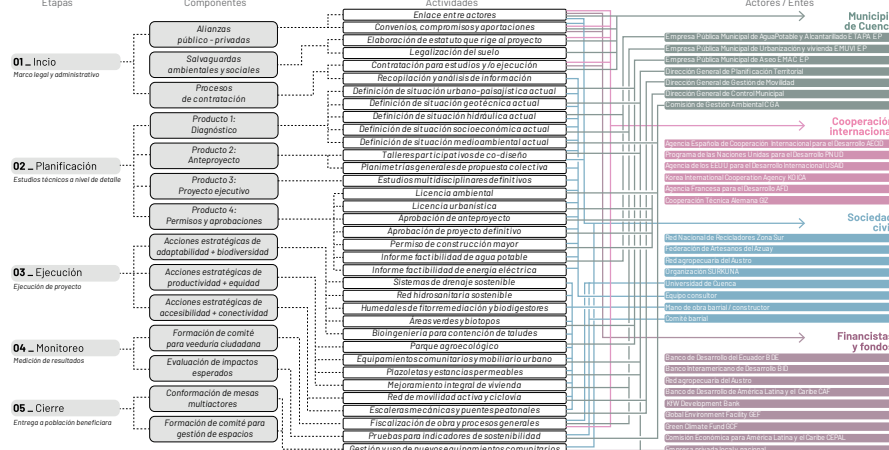 Etapas
Componentes
Actividades
Actores / Entes
01_ Incio
Marco legal y administrativo
02_ Planificación
Estudios técnicos a nivel de detalle
03_ Ejecución
Ejecución de proyecto
04_ Monitoreo
Medición de resultados
05_ Cierre
Entrega a población beneficiara
Alianzas
público - privadas
Salvaguardas
ambientales y sociales
Procesos
de contratación
Producto 1:
Diagnóstico
Producto 2:
Anteproyecto
Producto 3:
Proyecto ejecutivo
Producto 4:
Permisos y aprobaciones
Acciones estratégicas de
adaptabilidad + biodiversidad
Acciones estratégicas de
productividad + equidad
Acciones estratégicas de
accesibilidad + conectividad
Formación de comité
para veeduría ciudadana
Evaluación de impactos
esperados
Conformación de mesas
multiactores
Formación de comité para
gestión de espacios
Enlace entre actores
Convenios, compromisos y aportaciones
Elaboración de estatuto que rige al proyecto
Legalización del suelo
Contratación para estudios y/o ejecución
Recopilación y análisis de información
Definición de situación urbano-paisajística actual
Definición de situación geotécnica actual
Definición de situación hidráulica actual
Definición de situación socioeconómica actual
Definición de situación medioambiental actual
Talleres participativos de co-diseño
Planimetrías generales de propuesta colectiva
Estudios multidisciplinares definitivos
Licencia ambiental
Licencia urbanística
Aprobación de anteproyecto
Aprobación de proyecto definitivo
Permiso de construcción mayor
Informe factibilidad de agua potable
Informe factibilidad de energía eléctrica
Sistemas de drenaje sostenible
Red hidrosanitaria sostenible
Humedales de fitorremediación y biodigestores
Áreas verdes y biotopos
Bioingeniería para contención de taludes
Parque agroecológico
Equipamientos comunitarios y mobiliario urbano
Plazoletas y estancias permeables
Mejoramiento integral de vivienda
Red de movilidad activa y ciclovía
Escaleras mecánicas y puentes peatonales
Fiscalización de obra y procesos generales
Pruebas para indicadores de sostenibilidad
Gestión y uso de nuevos equipamientos comunitarios
Municipi
de Cuenc
Empresa Pública Municipal de Agua Potable y Alcantarillado ETAPA EP
Empresa Pública Municipal de Urbanización y vivienda EMUVI EP
Empresa Pública Municipal de Aseo EMAC EP
Dirección General de Planificación Territorial
Dirección General de Gestión de Movilidad
Dirección General de Control Municipal
Comisión de Gestión Ambiental CGA
Cooperació
internaciona
Agencia Española de Cooperación Internacional para el Desarrollo AECID
Programa de las Naciones Unidas para el Desarrollo PNUD
Agencia de los EEUU para el Desarrollo Internacional USAID
Korea International Cooperation Agency KOICA
Agencia Francesa para el Desarrollo AFD
Cooperación Técnica Alemana GIZ
Sociedad
civi
Red Nacional de Recicladores Zona Sur
Federación de Artesanos del Azuay
Red agropecuaria del Austro
Organización SURKUNA
Universidad de Cuenca
Equipo consultor
Mano de obra barrial / constructor
Comité barrial
Financistas
y fondos
Banco de Desarrollo del Ecuador BDE
Banco Interamericano de Desarrollo BID
Red agropecuaria del Austro
Banco de Desarrollo de América Latina y el Caribe CAF
KfW Development Bank
Global Environment Facility GEF
Green Climate Fund GCF
Comisión Económica para América Latina y el Caribe CEPAL